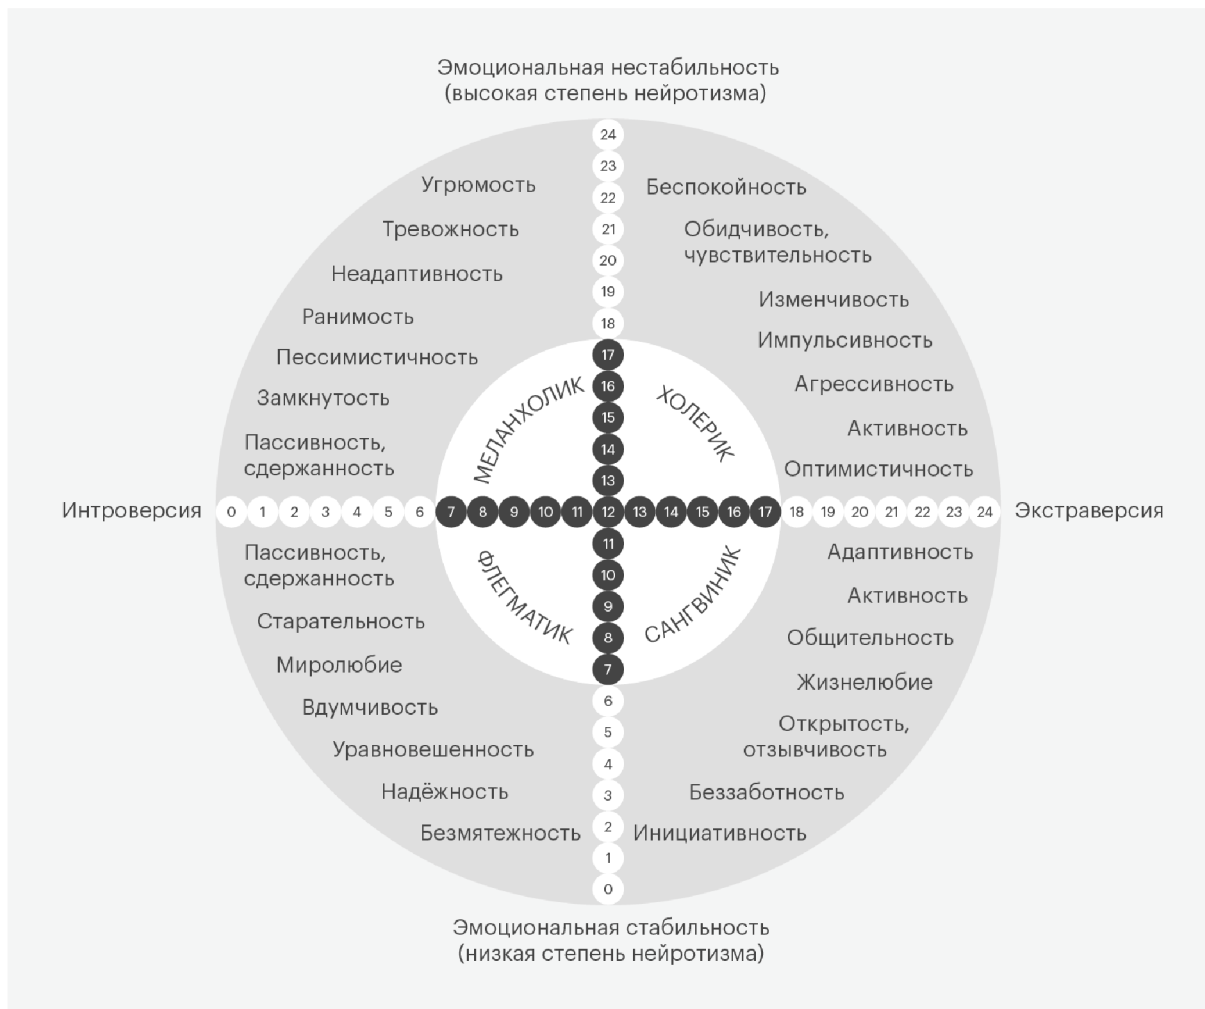 Эмоциональная нестабильность
(высокая степень нейротизма)
24
23
22
21
20
19
18
17
16
15
14
13
Угрюмость
Тревожность
Неадаптивность
Ранимость
Пессимистичность
Замкнутость
Пассивность,
сдержанность
Беспокойность
Обидчивость,
чувствительность
Изменчивость
Импульсивность
Агрессивность
Активность
Оптимистичность
МЕЛАНХОЛИК
ХОЛЕРИК
Интроверсия 0 1 2 3 4 5 6 7 8 9 10 11 12 13 14 15 16 17 18 19 20 21 22 23 24 Экстраверсия
ФЛЕГМАТИК
САНГВИНИК
Пассивность,
сдержанность
Старательность
Миролюбие
Вдумчивость
Уравновешенность
Надёжность
Безмятежность
Адаптивность
Активность
Общительность
Жизнелюбие
Открытость,
отзывчивость
Беззаботность
Инициативность
11
10
9
8
7
6
5
4
3
2
1
0
Эмоциональная стабильность
(низкая степень нейротизма)